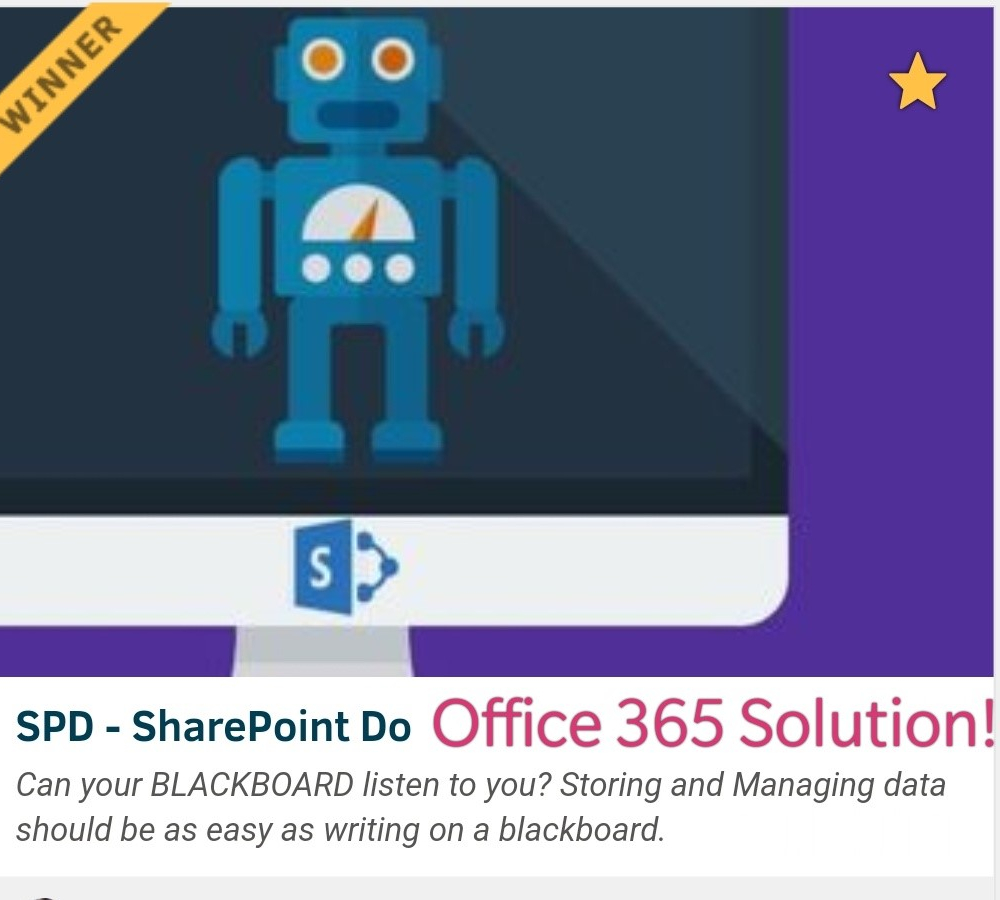 WINNER
S
SPD - SharePoint Do Office 365 Solution!
Can your BLACKBOARD listen to you? Storing and Managing data
should be as easy as writing on a blackboard.